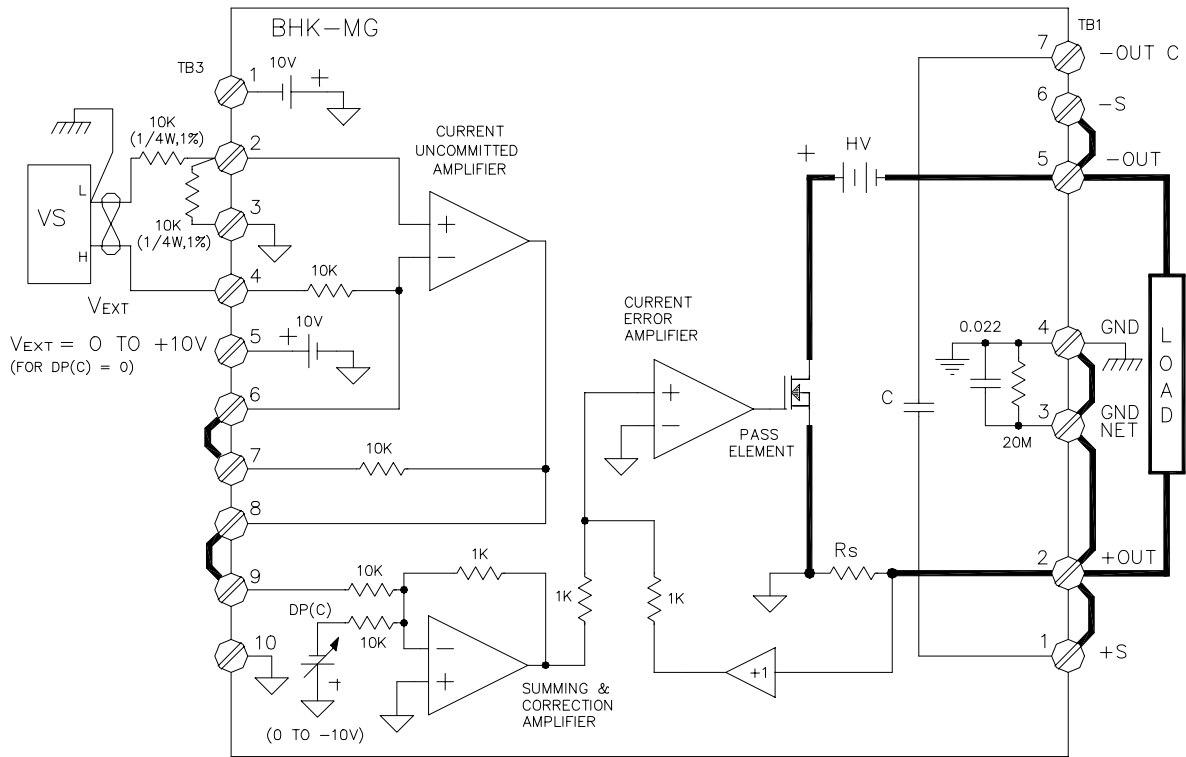 BHK-MG
TB3
TB1
1
10V
+
7
-OUT C
10K
(1/4W,1%)
2
CURRENT
UNCOMMITTED
AMPLIFIER
6
-S
+
HV
5
-OUT
VS
L
H
10K
(1/4W,1%)
3
+
−
4
10K
VEXT
CURRENT
ERROR
AMPLIFIER
0.022
4
GND
VEXT = 0 TO +10V
(FOR DP(C) = 0)
5
+
10V
LOAD
6
+
−
C
PASS
ELEMENT
3
GND
NET
20M
7
10K
8
Rs
2
+OUT
9
10K
1K
1K
1K
DP(C)
10K
10
+
−
+
+1
1
+S
SUMMING &
CORRECTION
AMPLIFIER
(0 TO -10V)